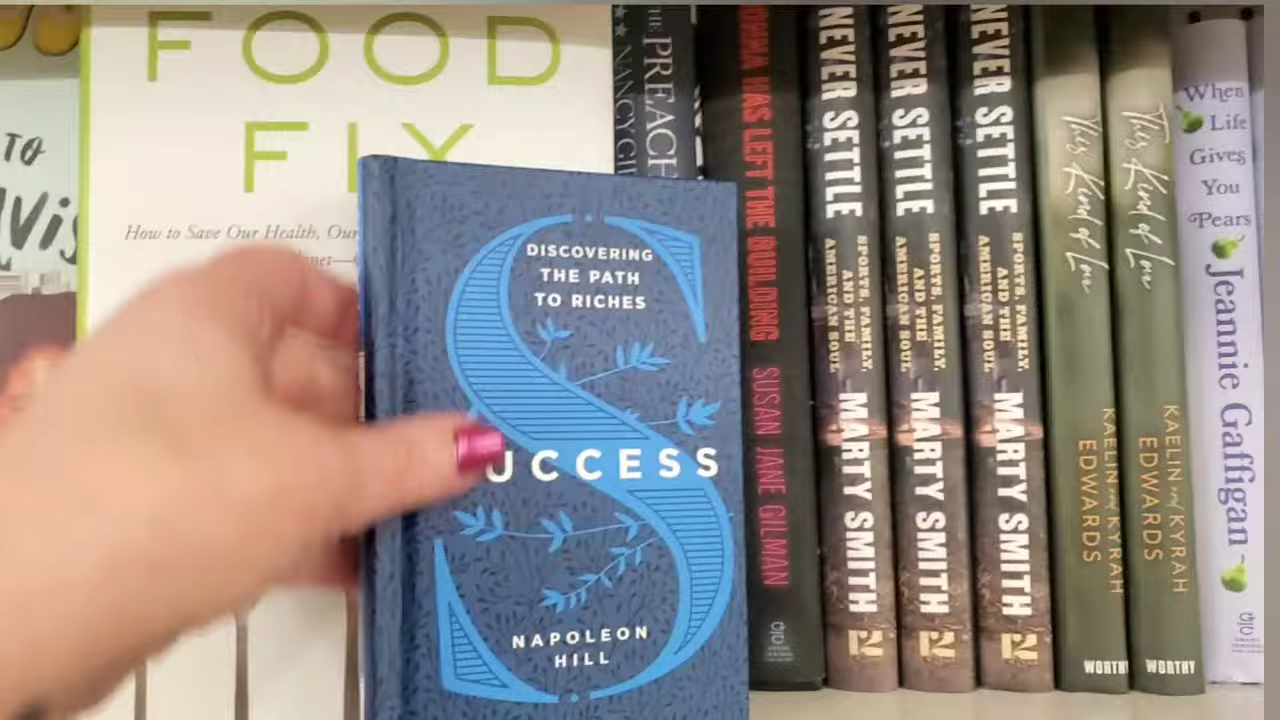 FOOD
FIX
How to Save Our Health, Our
TO
DISCOVERING
THE PATH
TO RICHES
SUCCESS
NAPOLEON
HILL
THE PREACH
NANCY GI
HAS LEFT THE BUILDING SUSAN JANE GILMAN
NEVER SETTLE
SPORTS, FAMILY,
AND THE
AMERICAN SOUL
MARTY SMITH
NEVER SETTLE
SPORTS, FAMILY,
AND THE
AMERICAN SOUL
MARTY SMITH
NEVER SETTLE
SPORTS, FAMILY,
AND THE
AMERICAN SOUL
MARTY SMITH
This Kind of Love
KAELIN and KYRAH
EDWARDS
WORTHY
This Kind of Love
KAELIN and KYRAH
EDWARDS
WORTHY
When
Life
Gives
You
Pears
Jeannie Gaffigan